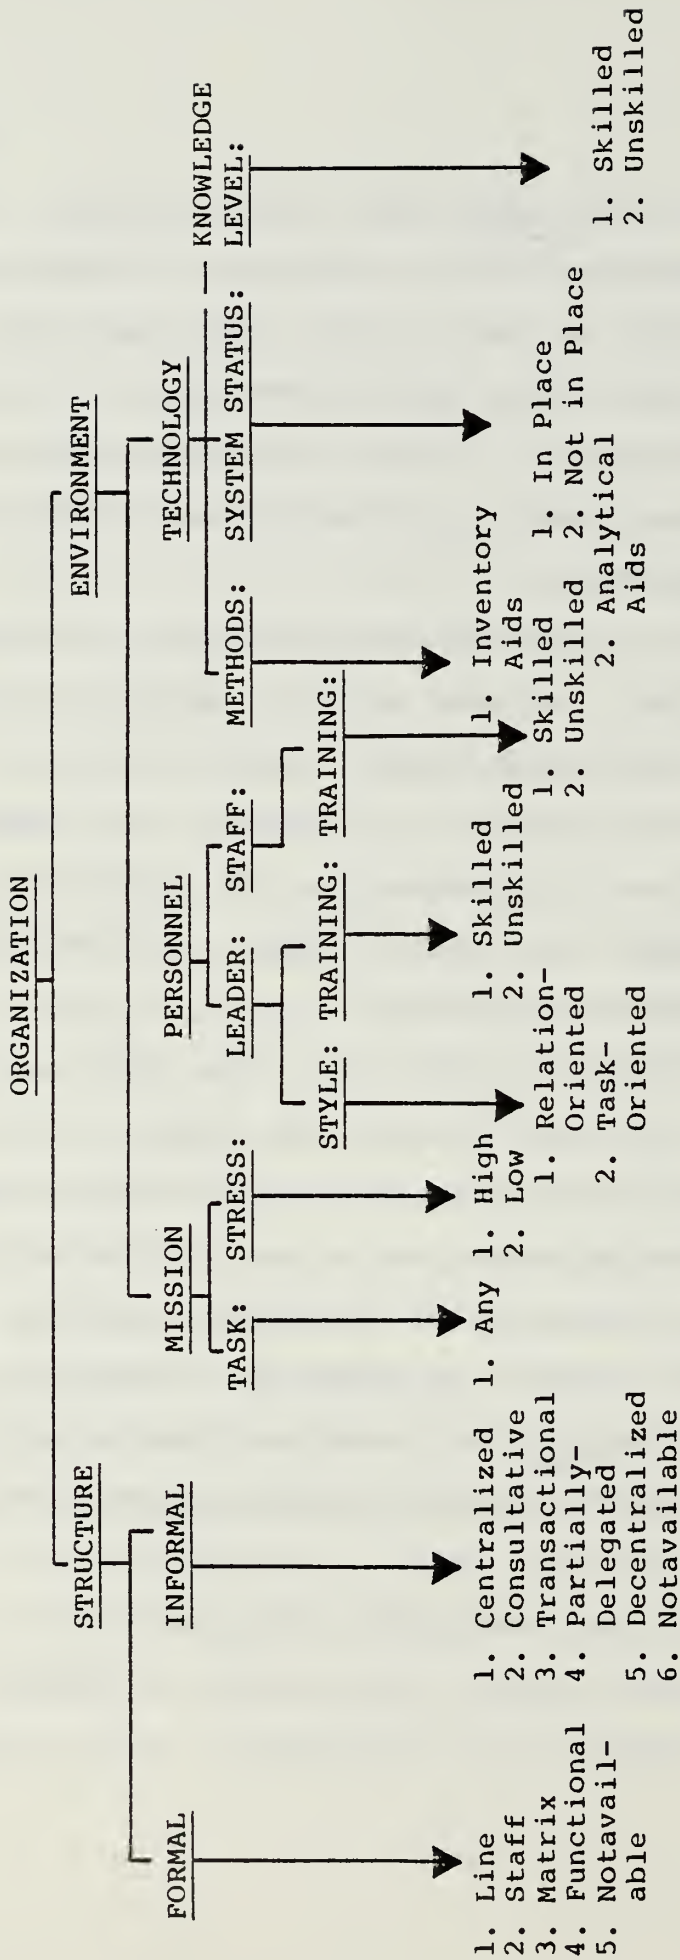 ORGANIZATION
STRUCTURE
ENVIRONMENT
FORMAL
INFORMAL
MISSION
PERSONNEL
TECHNOLOGY
TASK:
STRESS:
LEADER:
STAFF:
METHODS:
SYSTEM STATUS:
KNOWLEDGE
LEVEL:
STYLE:
TRAINING:
TRAINING:
1. Line
2. Staff
3. Matrix
4. Functional
5. Notavail-
able
1. Centralized
2. Consultative
3. Transactional
4. Partially-
Delegated
5. Decentralized
6. Notavailable
1. Any
1. High
2. Low
1. Relation-
Oriented
2. Task-
Oriented
1. Skilled
2. Unskilled
1. Skilled
2. Unskilled
1. Inventory
Aids
2. Analytical
Aids
1. In Place
2. Not in Place
1. Skilled
2. Unskilled